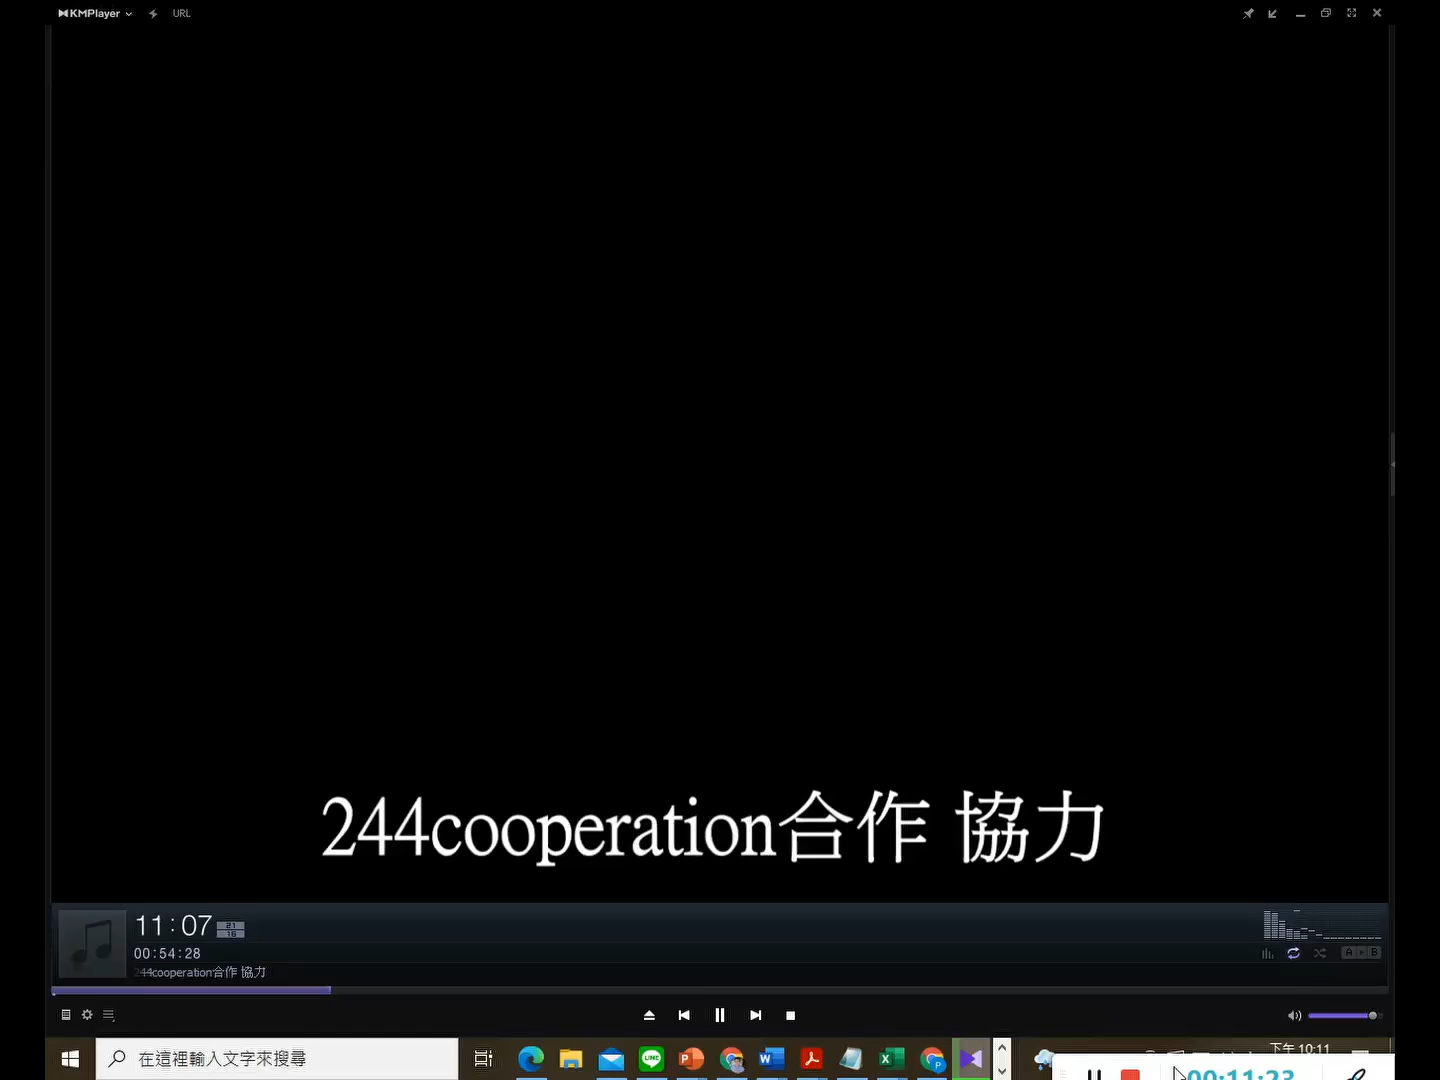 KMPlayer URL
244cooperation合作 協力
11:07
00:54:28
244cooperation合作 協力
A B
在這裡輸入文字來搜尋
下午 10:11
00:11:23